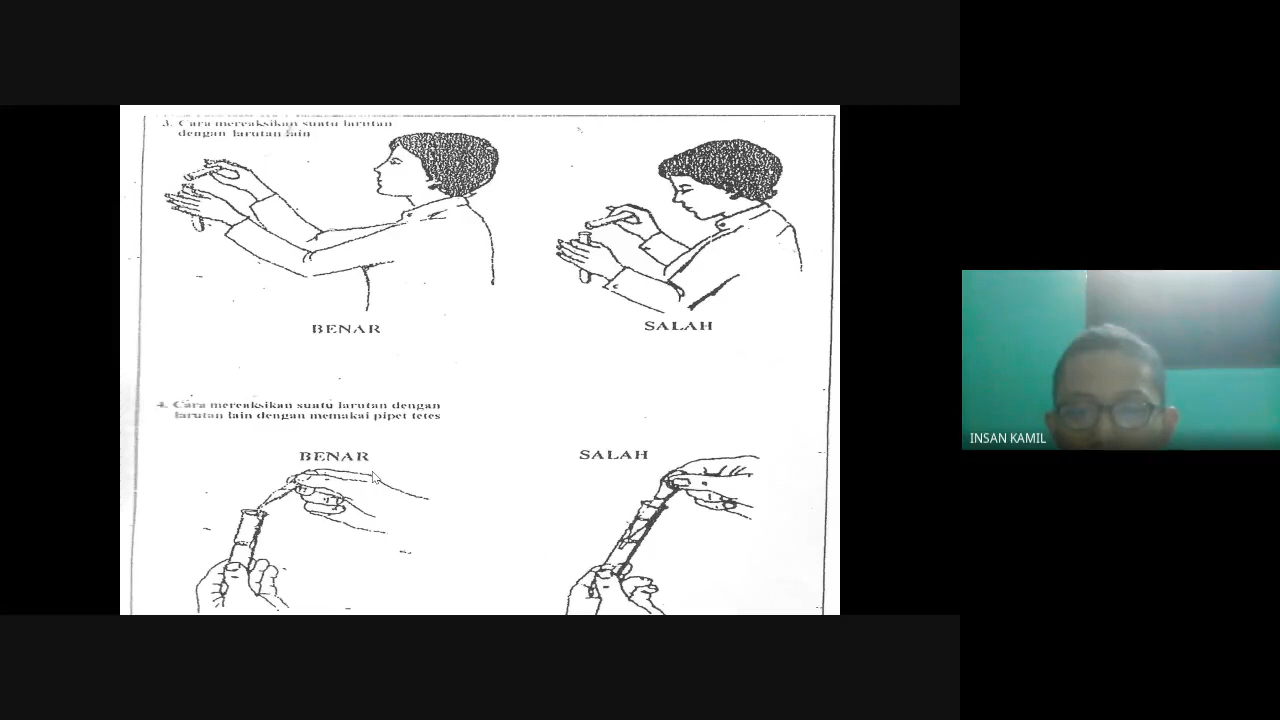 3. Cara mereaksikan suatu larutan
dengan larutan lain
BENAR
SALAH
4. Cara mereaksikan suatu larutan dengan
larutan lain dengan memakai pipet tetes
BENAR
SALAH
INSAN KAMIL